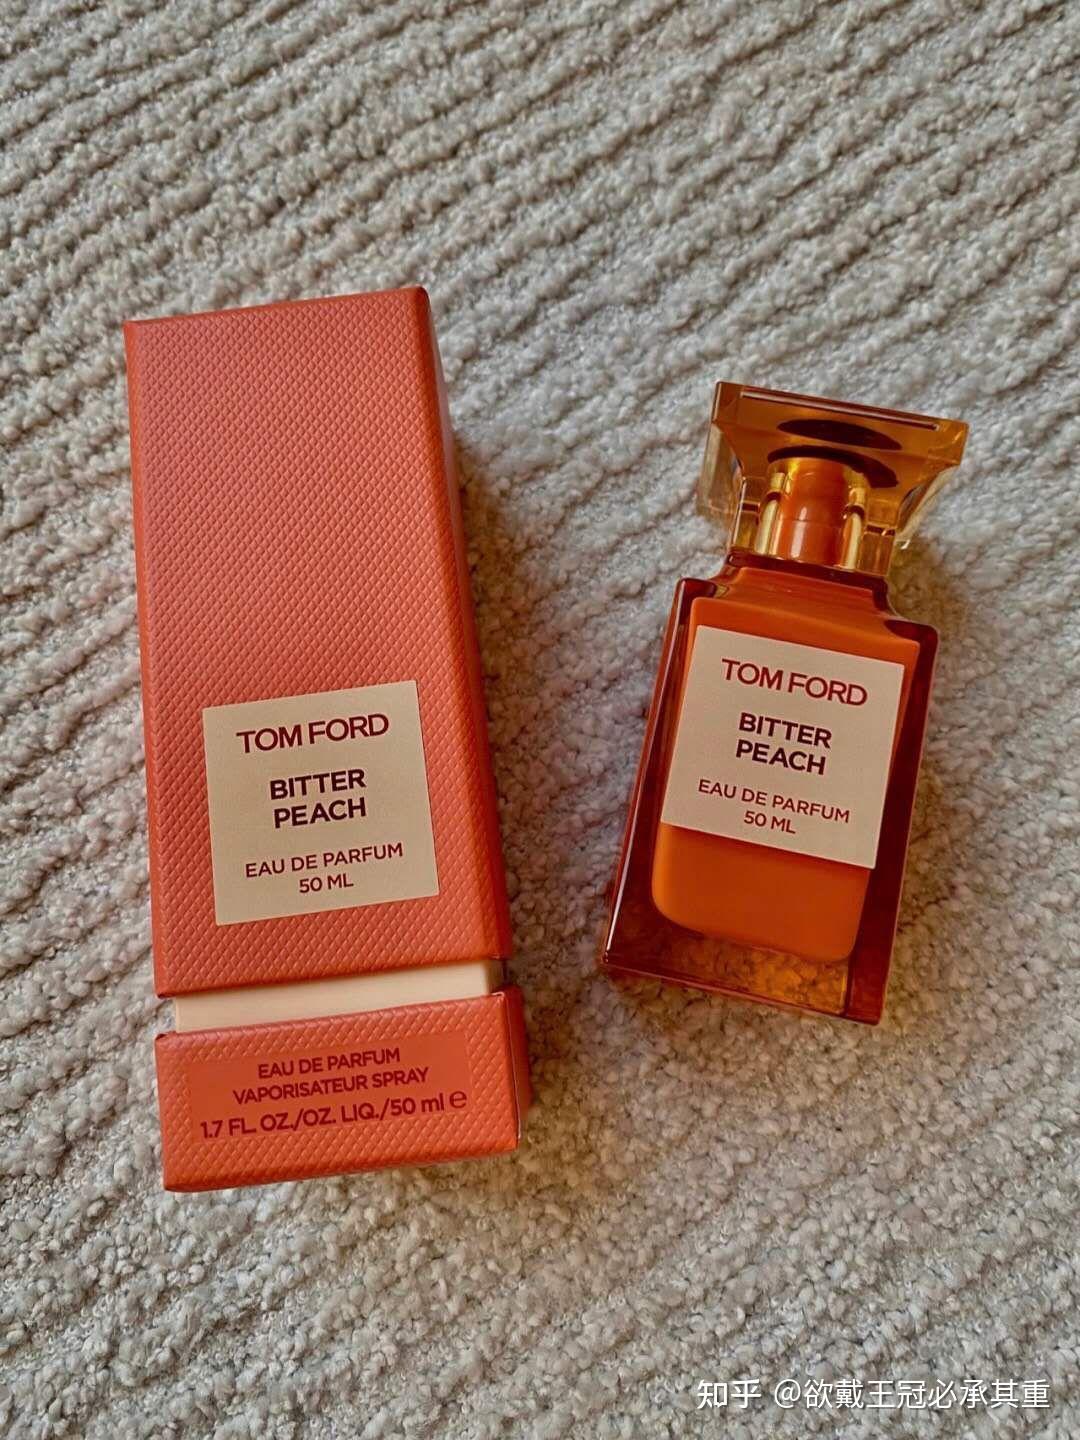 TOM FORD
BITTER
PEACH
EAU DE PARFUM
50 ML
EAU DE PARFUM
VAPORISATEUR SPRAY
1.7 FL. OZ./OZ. LIQ./50 ml e
TOM FORD
BITTER
PEACH
EAU DE PARFUM
50 ML
知乎 @欲戴王冠必承其重